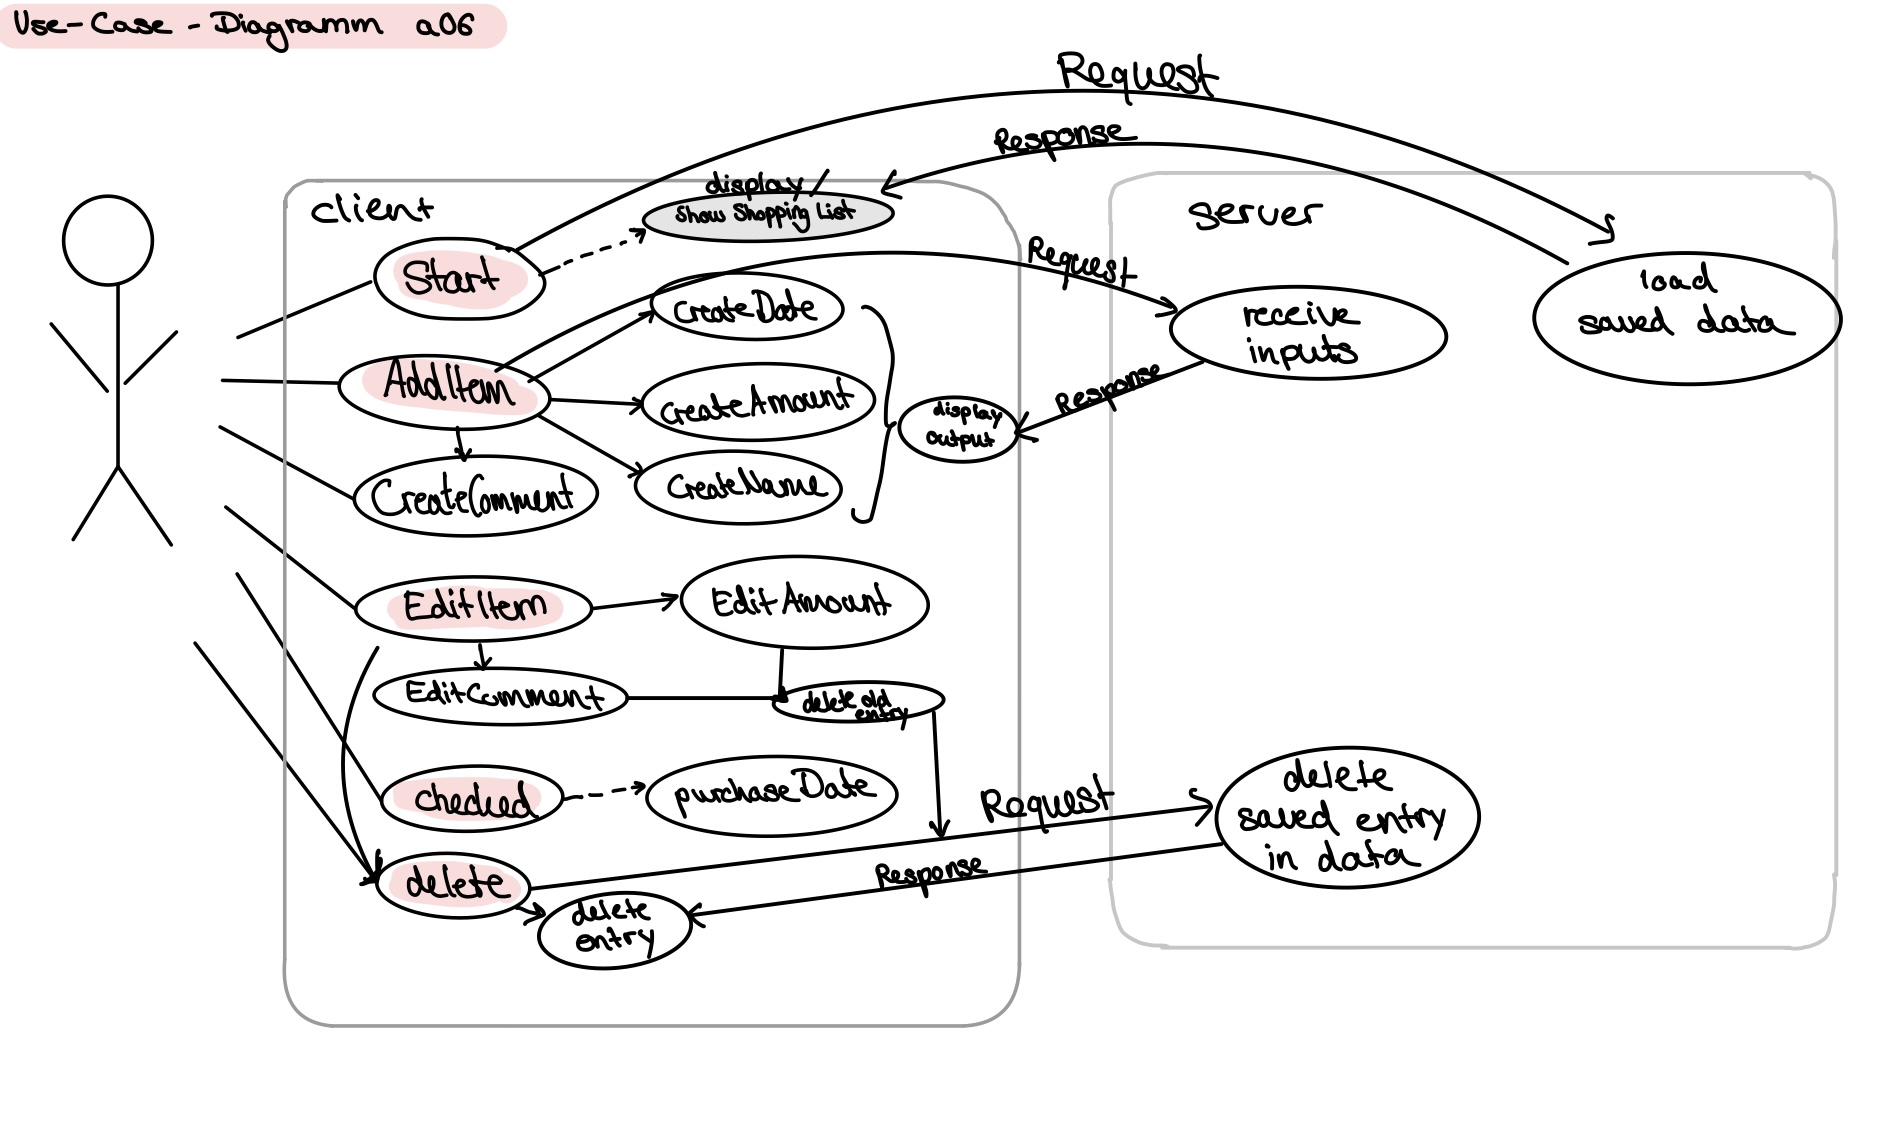 Use-Case-Diagramm a06
Request
Response
client
display/
Show Shopping List
server
Start
Request
load
saved data
CreateDate
receive
inputs
AddItem
CreateAmount
Response
display
output
CreateComment
CreateName
EditItem
EditAmount
EditComment
delete old
entry
checked
purchaseDate
Request
delete
saved entry
in data
delete
Response
delete
entry